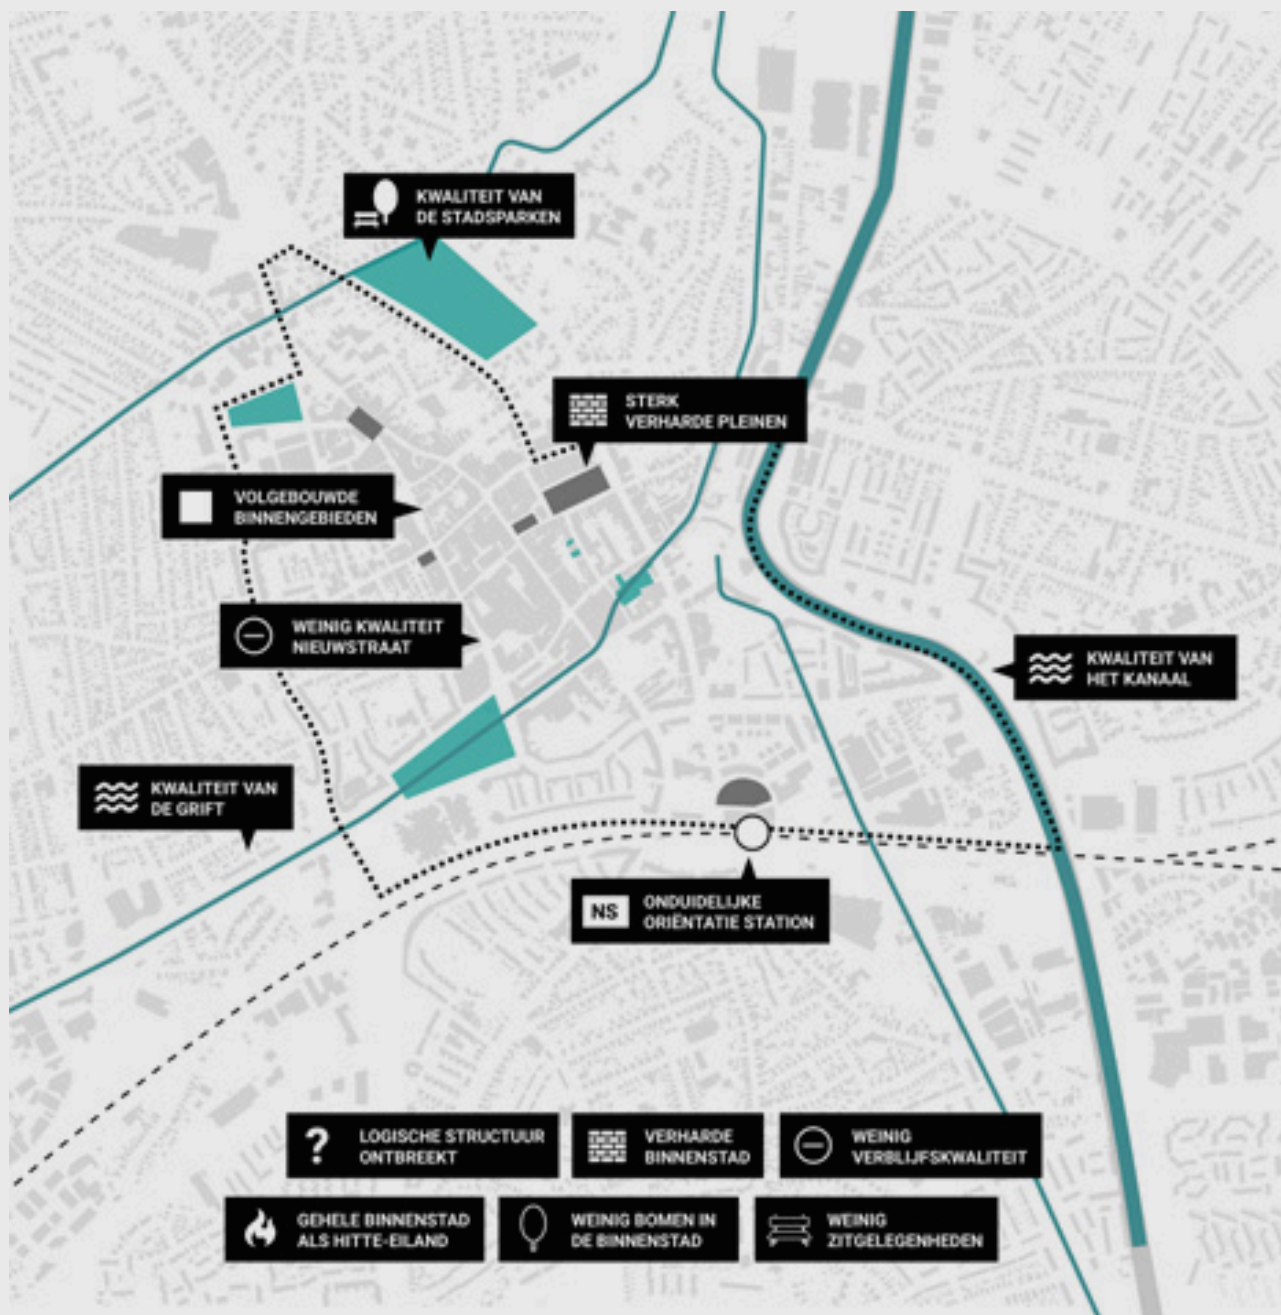 KWALITEIT VAN
DE STADSPARKEN
STERK
VERHARDE PLEINEN
VOLGEBOUWDE
BINNENGEBIEDEN
WEINIG KWALITEIT
NIEUWSTRAAT
KWALITEIT VAN
HET KANAAL
KWALITEIT VAN
DE GRIFT
NS
ONDUIDELIJKE
ORIËNTATIE STATION
?
LOGISCHE STRUCTUUR
ONTBREEKT
VERHARDE
BINNENSTAD
WEINIG
VERBLIJFSKWALITEIT
GEHELE BINNENSTAD
ALS HITTE-EILAND
WEINIG BOMEN IN
DE BINNENSTAD
WEINIG
ZITGELEGENHEDEN